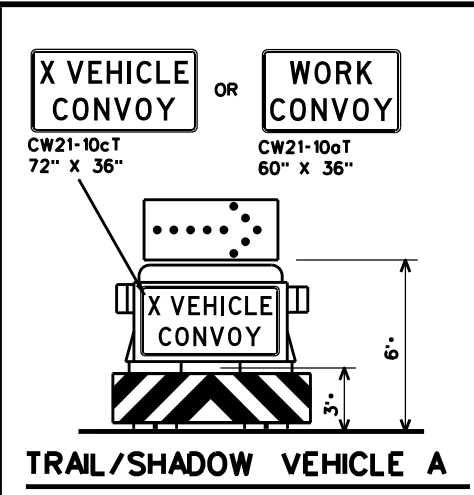 X VEHICLE
CONVOY
OR
WORK
CONVOY
CW21-10cT
72" X 36"
CW21-10aT
60" X 36"
X VEHICLE
CONVOY
6'+
3'+
TRAIL/SHADOW VEHICLE A